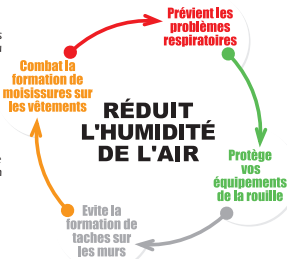 Prévient les
problèmes
respiratoires
Combat la
formation de
moisissures sur
les vêtements
RÉDUIT
L'HUMIDITÉ
DE L'AIR
Protège
vos
équipements
de la rouille
Evite la
formation de
taches sur
les murs